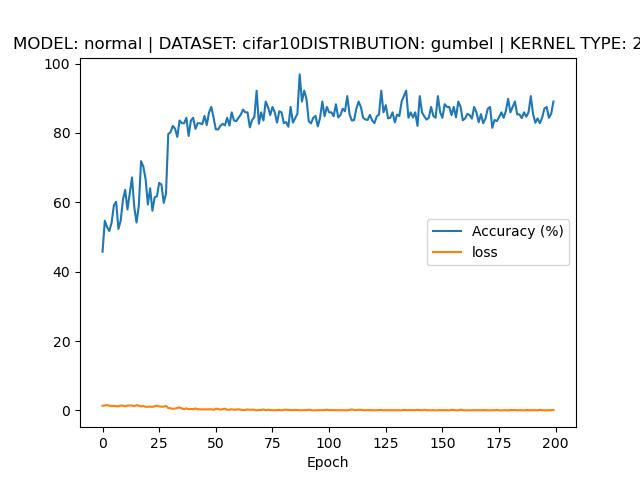 MODEL: normal | DATASET: cifar10DISTRIBUTION: gumbel | KERNEL TYPE: 2
100
80
60
40
20
0
Accuracy (%)
loss
0 25 50 75 100 125 150 175 200
Epoch